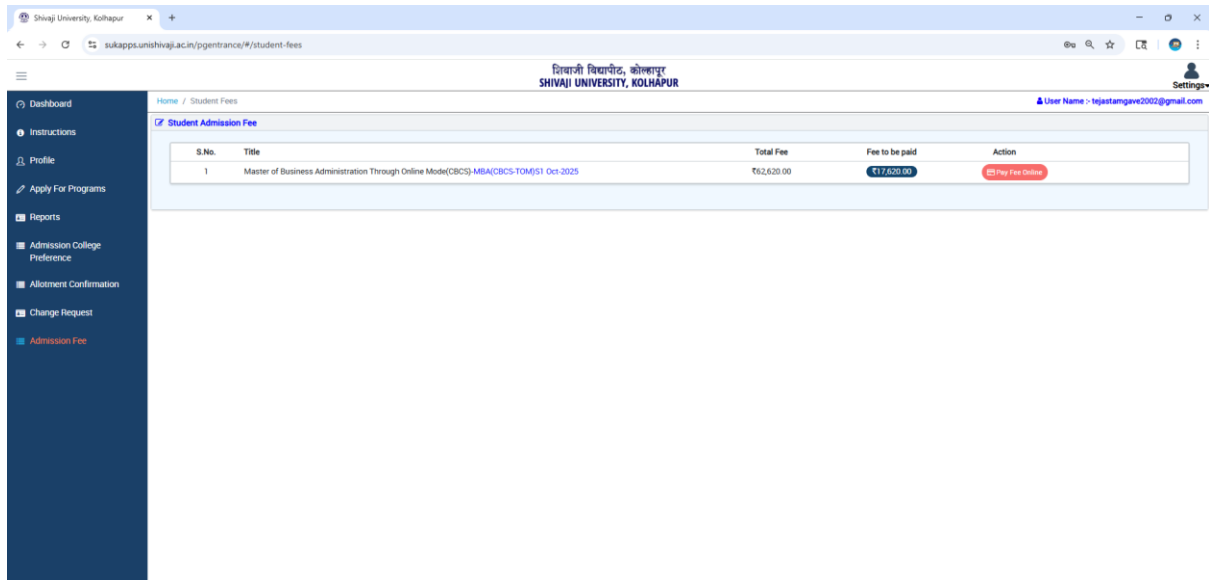 Shivaji University, Kolhapur
sukapps.unishivaji.ac.in/pgentrance/#/student-fees
शिवाजी विद्यापीठ, कोल्हापूर
SHIVAJI UNIVERSITY, KOLHAPUR
Settings
Dashboard
Instructions
Profile
Apply For Programs
Reports
Admission College
Preference
Allotment Confirmation
Change Request
Admission Fee
Home / Student Fees
User Name :- tejastamgave2002@gmail.com
Student Admission Fee
S.No. Title Total Fee Fee to be paid Action
1 Master of Business Administration Through Online Mode(CBCS)-MBA(CBCS-TOM)S1 Oct-2025 ₹62,620.00 ₹17,620.00 Pay Fee Online